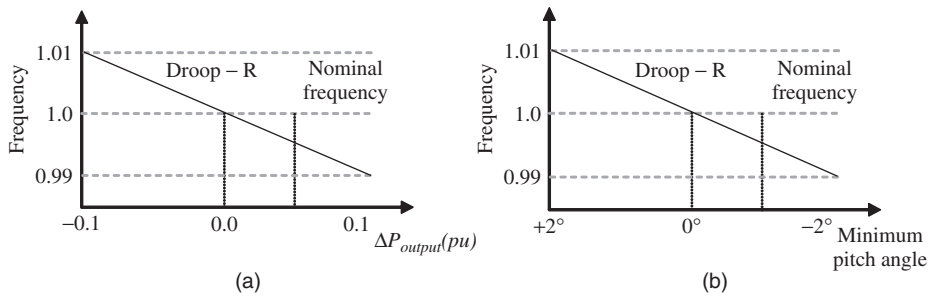 1.01
Droop – R
Nominal
frequency
1.0
0.99
Frequency
−0.1
0.0
0.1
ΔP_output(pu)
(a)
1.01
Droop – R
Nominal
frequency
1.0
0.99
Frequency
+2°
0°
−2°
Minimum
pitch angle
(b)